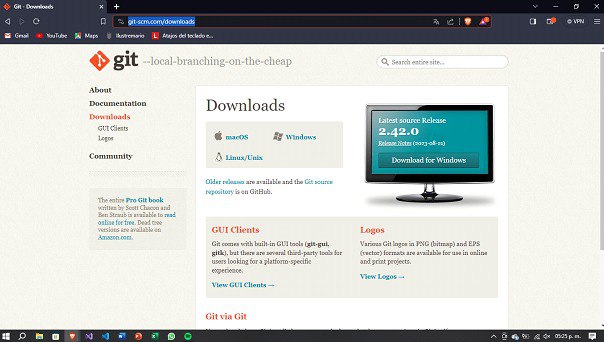 Git - Downloads
git-scm.com/downloads
VPN
Gmail
YouTube
Maps
Ilustremario
Atajos del teclado e...
git --local-branching-on-the-cheap
Search entire site...
About
Documentation
Downloads
GUI Clients
Logos
Community
The entire Pro Git book
written by Scott Chacon and
Ben Straub is available to read
online for free. Dead tree
versions are available on
Amazon.com.
Downloads
macOS
Windows
Linux/Unix
Older releases are available and the Git source
repository is on GitHub.
Latest source Release
2.42.0
Release Notes (2023-08-21)
Download for Windows
GUI Clients
Git comes with built-in GUI tools (git-gui,
gitk), but there are several third-party tools for
users looking for a platform-specific
experience.
View GUI Clients →
Logos
Various Git logos in PNG (bitmap) and EPS
(vector) formats are available for use in online
and print projects.
View Logos →
Git via Git
05:25 p. m.